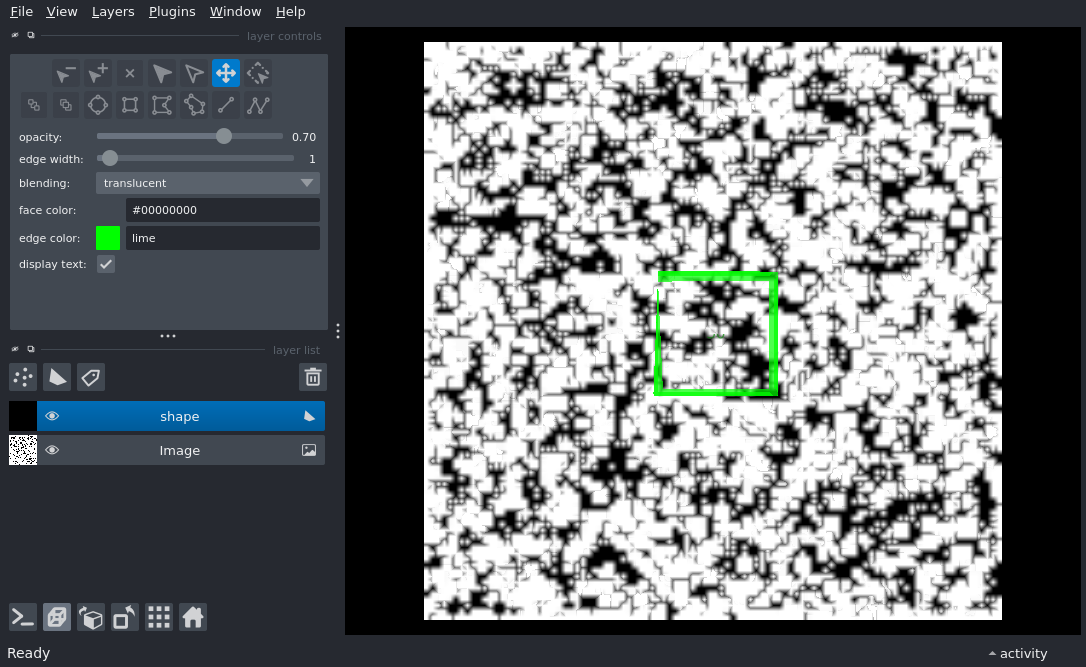 File View Layers Plugins Window Help
layer controls
opacity: 0.70
edge width: 1
blending: translucent
face color: #00000000
edge color: lime
display text:
layer list
shape
Image
Ready
activity